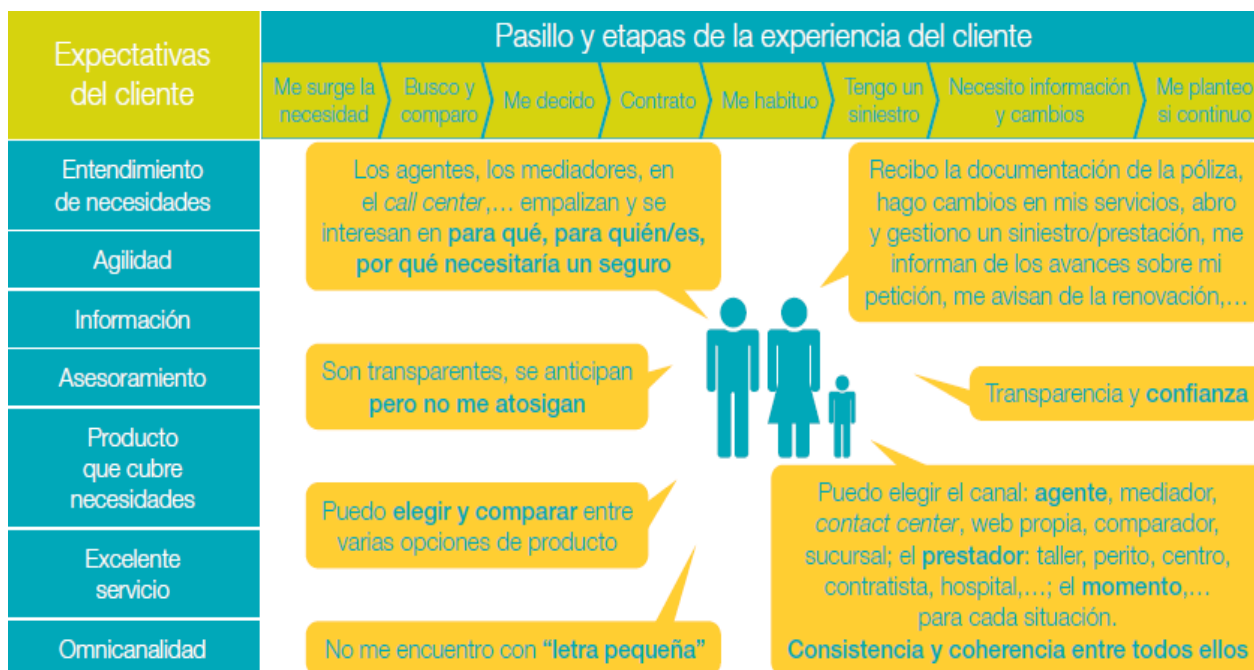 Expectativas
del cliente
Pasillo y etapas de la experiencia del cliente
Me surge la
necesidad
Busco y
comparo
Me decido
Contrato
Me habituo
Tengo un
siniestro
Necesito información
y cambios
Me planteo
si continuo
Entendimiento
de necesidades
Agilidad
Información
Asesoramiento
Producto
que cubre
necesidades
Excelente
servicio
Omnicanalidad
Los agentes, los mediadores, en
el call center,… empalizan y se
interesan en para qué, para quién/es,
por qué necesitaría un seguro
Recibo la documentación de la póliza,
hago cambios en mis servicios, abro
y gestiono un siniestro/prestación, me
informan de los avances sobre mi
petición, me avisan de la renovación,…
Son transparentes, se anticipan
pero no me atosigan
Transparencia y confianza
Puedo elegir y comparar entre
varias opciones de producto
Puedo elegir el canal: agente, mediador,
contact center, web propia, comparador,
sucursal; el prestador: taller, perito, centro,
contratista, hospital,…; el momento,…
para cada situación.
Consistencia y coherencia entre todos ellos
No me encuentro con “letra pequeña”